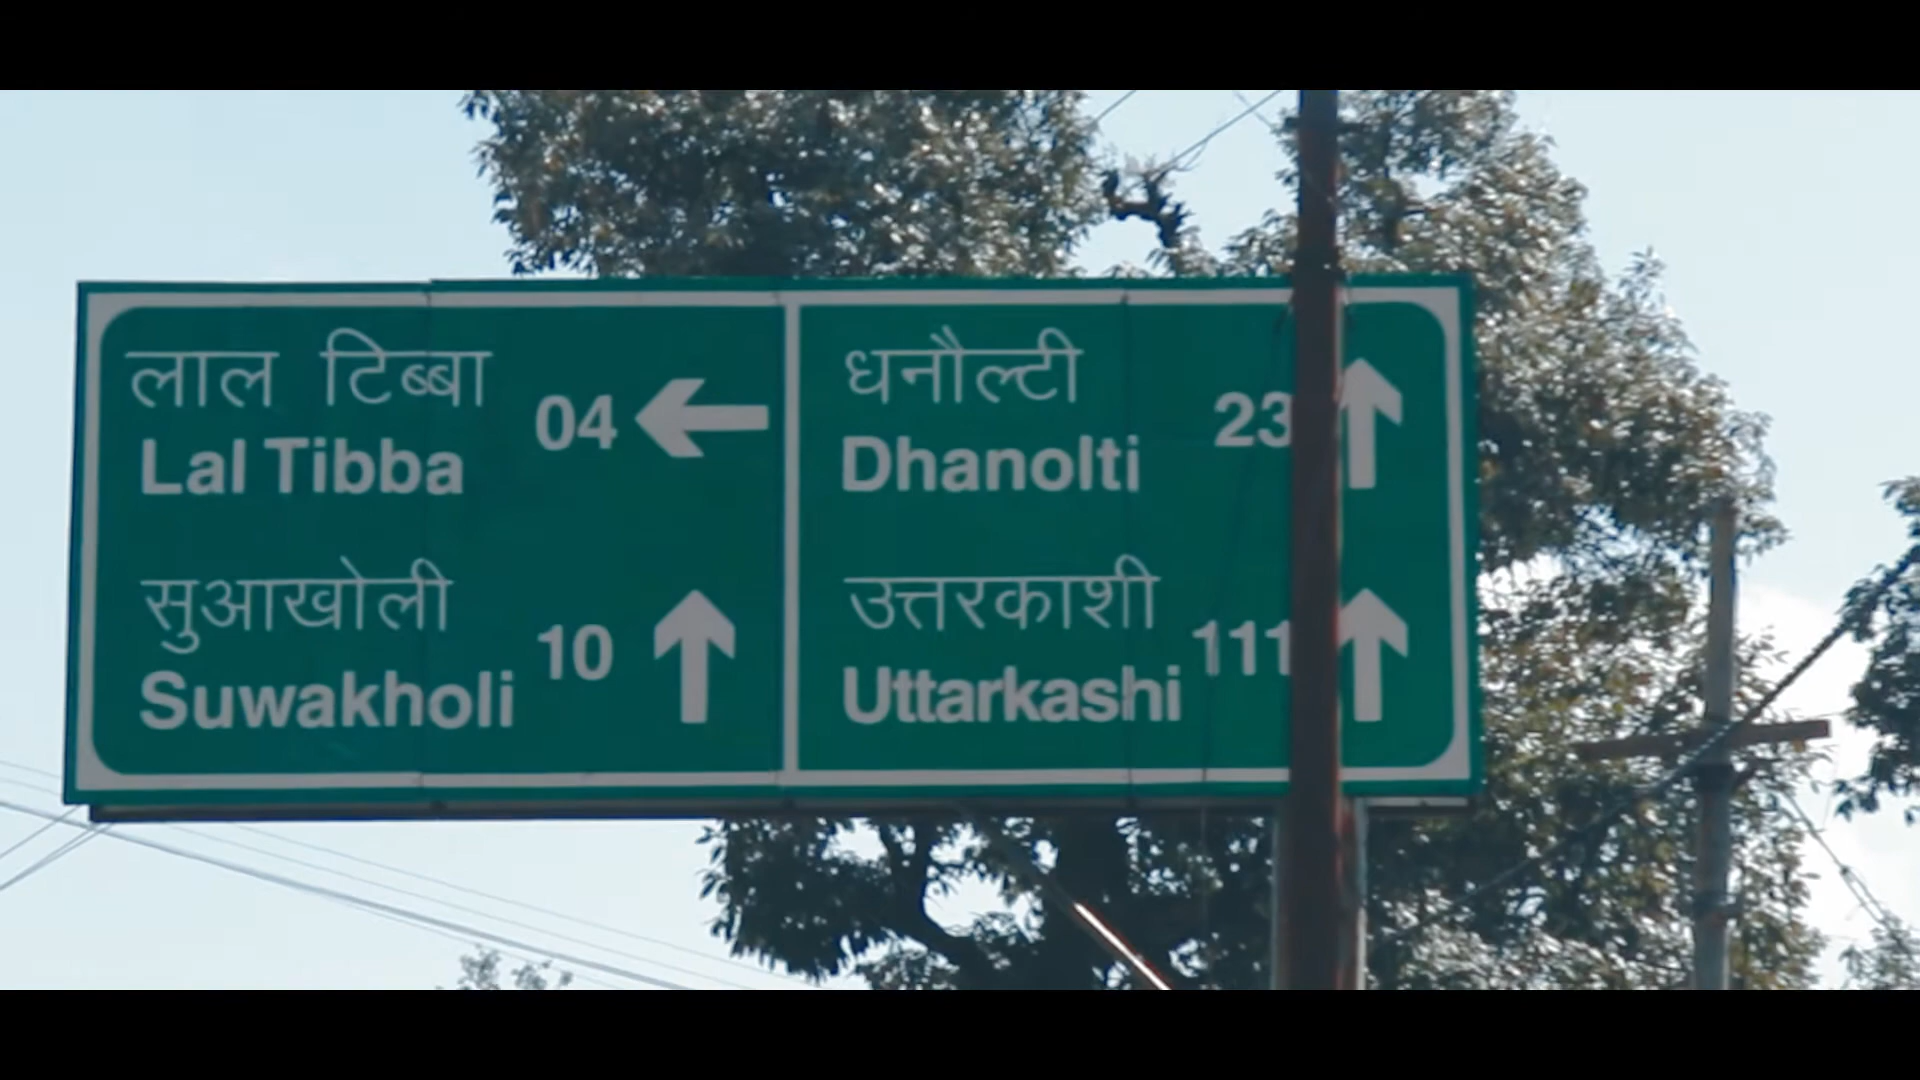 लाल टिब्बा
04
Lal Tibba
सुआखोली
10
Suwakholi
धनौल्टी
23
Dhanolti
उत्तरकाशी
111
Uttarkashi